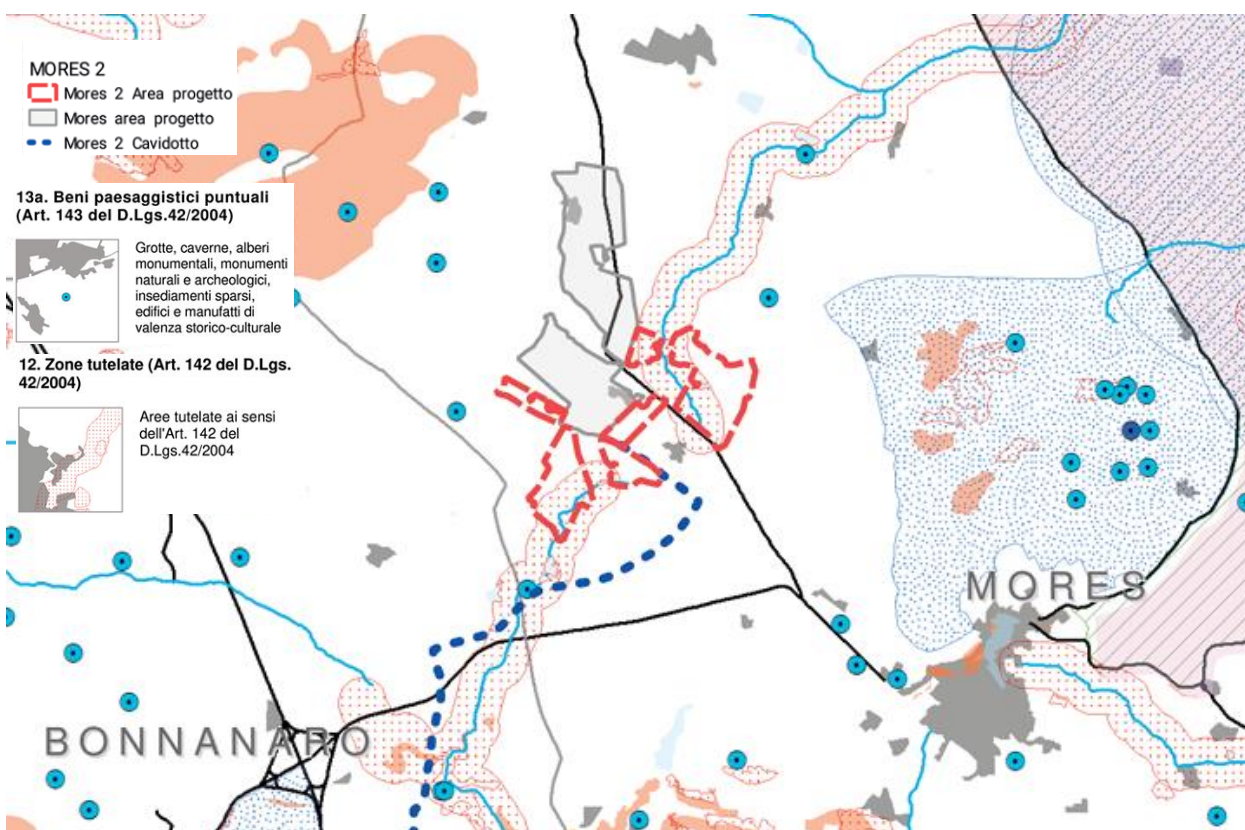 MORES 2
Mores 2 Area progetto
Mores area progetto
Mores 2 Cavidotto
13a. Beni paesaggistici puntuali
(Art. 143 del D.Lgs.42/2004)
Grotte, caverne, alberi
monumentali, monumenti
naturali e archeologici,
insediamenti sparsi,
edifici e manufatti di
valenza storico-culturale
12. Zone tutelate (Art. 142 del D.Lgs.
42/2004)
Aree tutelate ai sensi
dell'Art. 142 del
D.Lgs.42/2004
MORES
BONNANARO